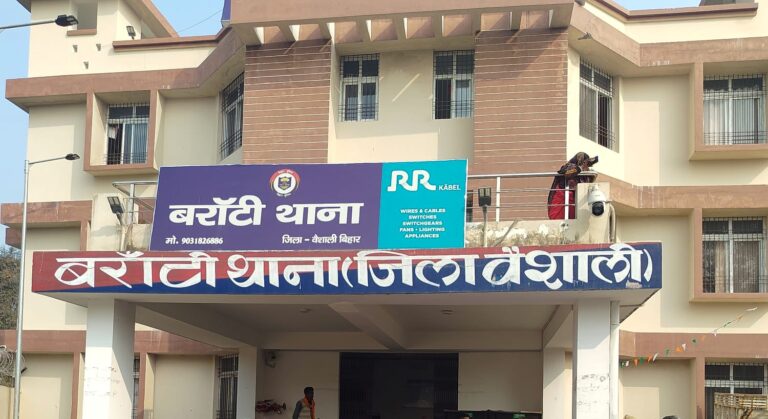 बरॉटी थाना
मो. 9031826886
जिला - वैशाली बिहार
RR
KABEL
WIRES & CABLES
SWITCHES
SWITCHGEARS
FANS - LIGHTING
APPLIANCES
बराँटी थाना (जिला वैशाली)